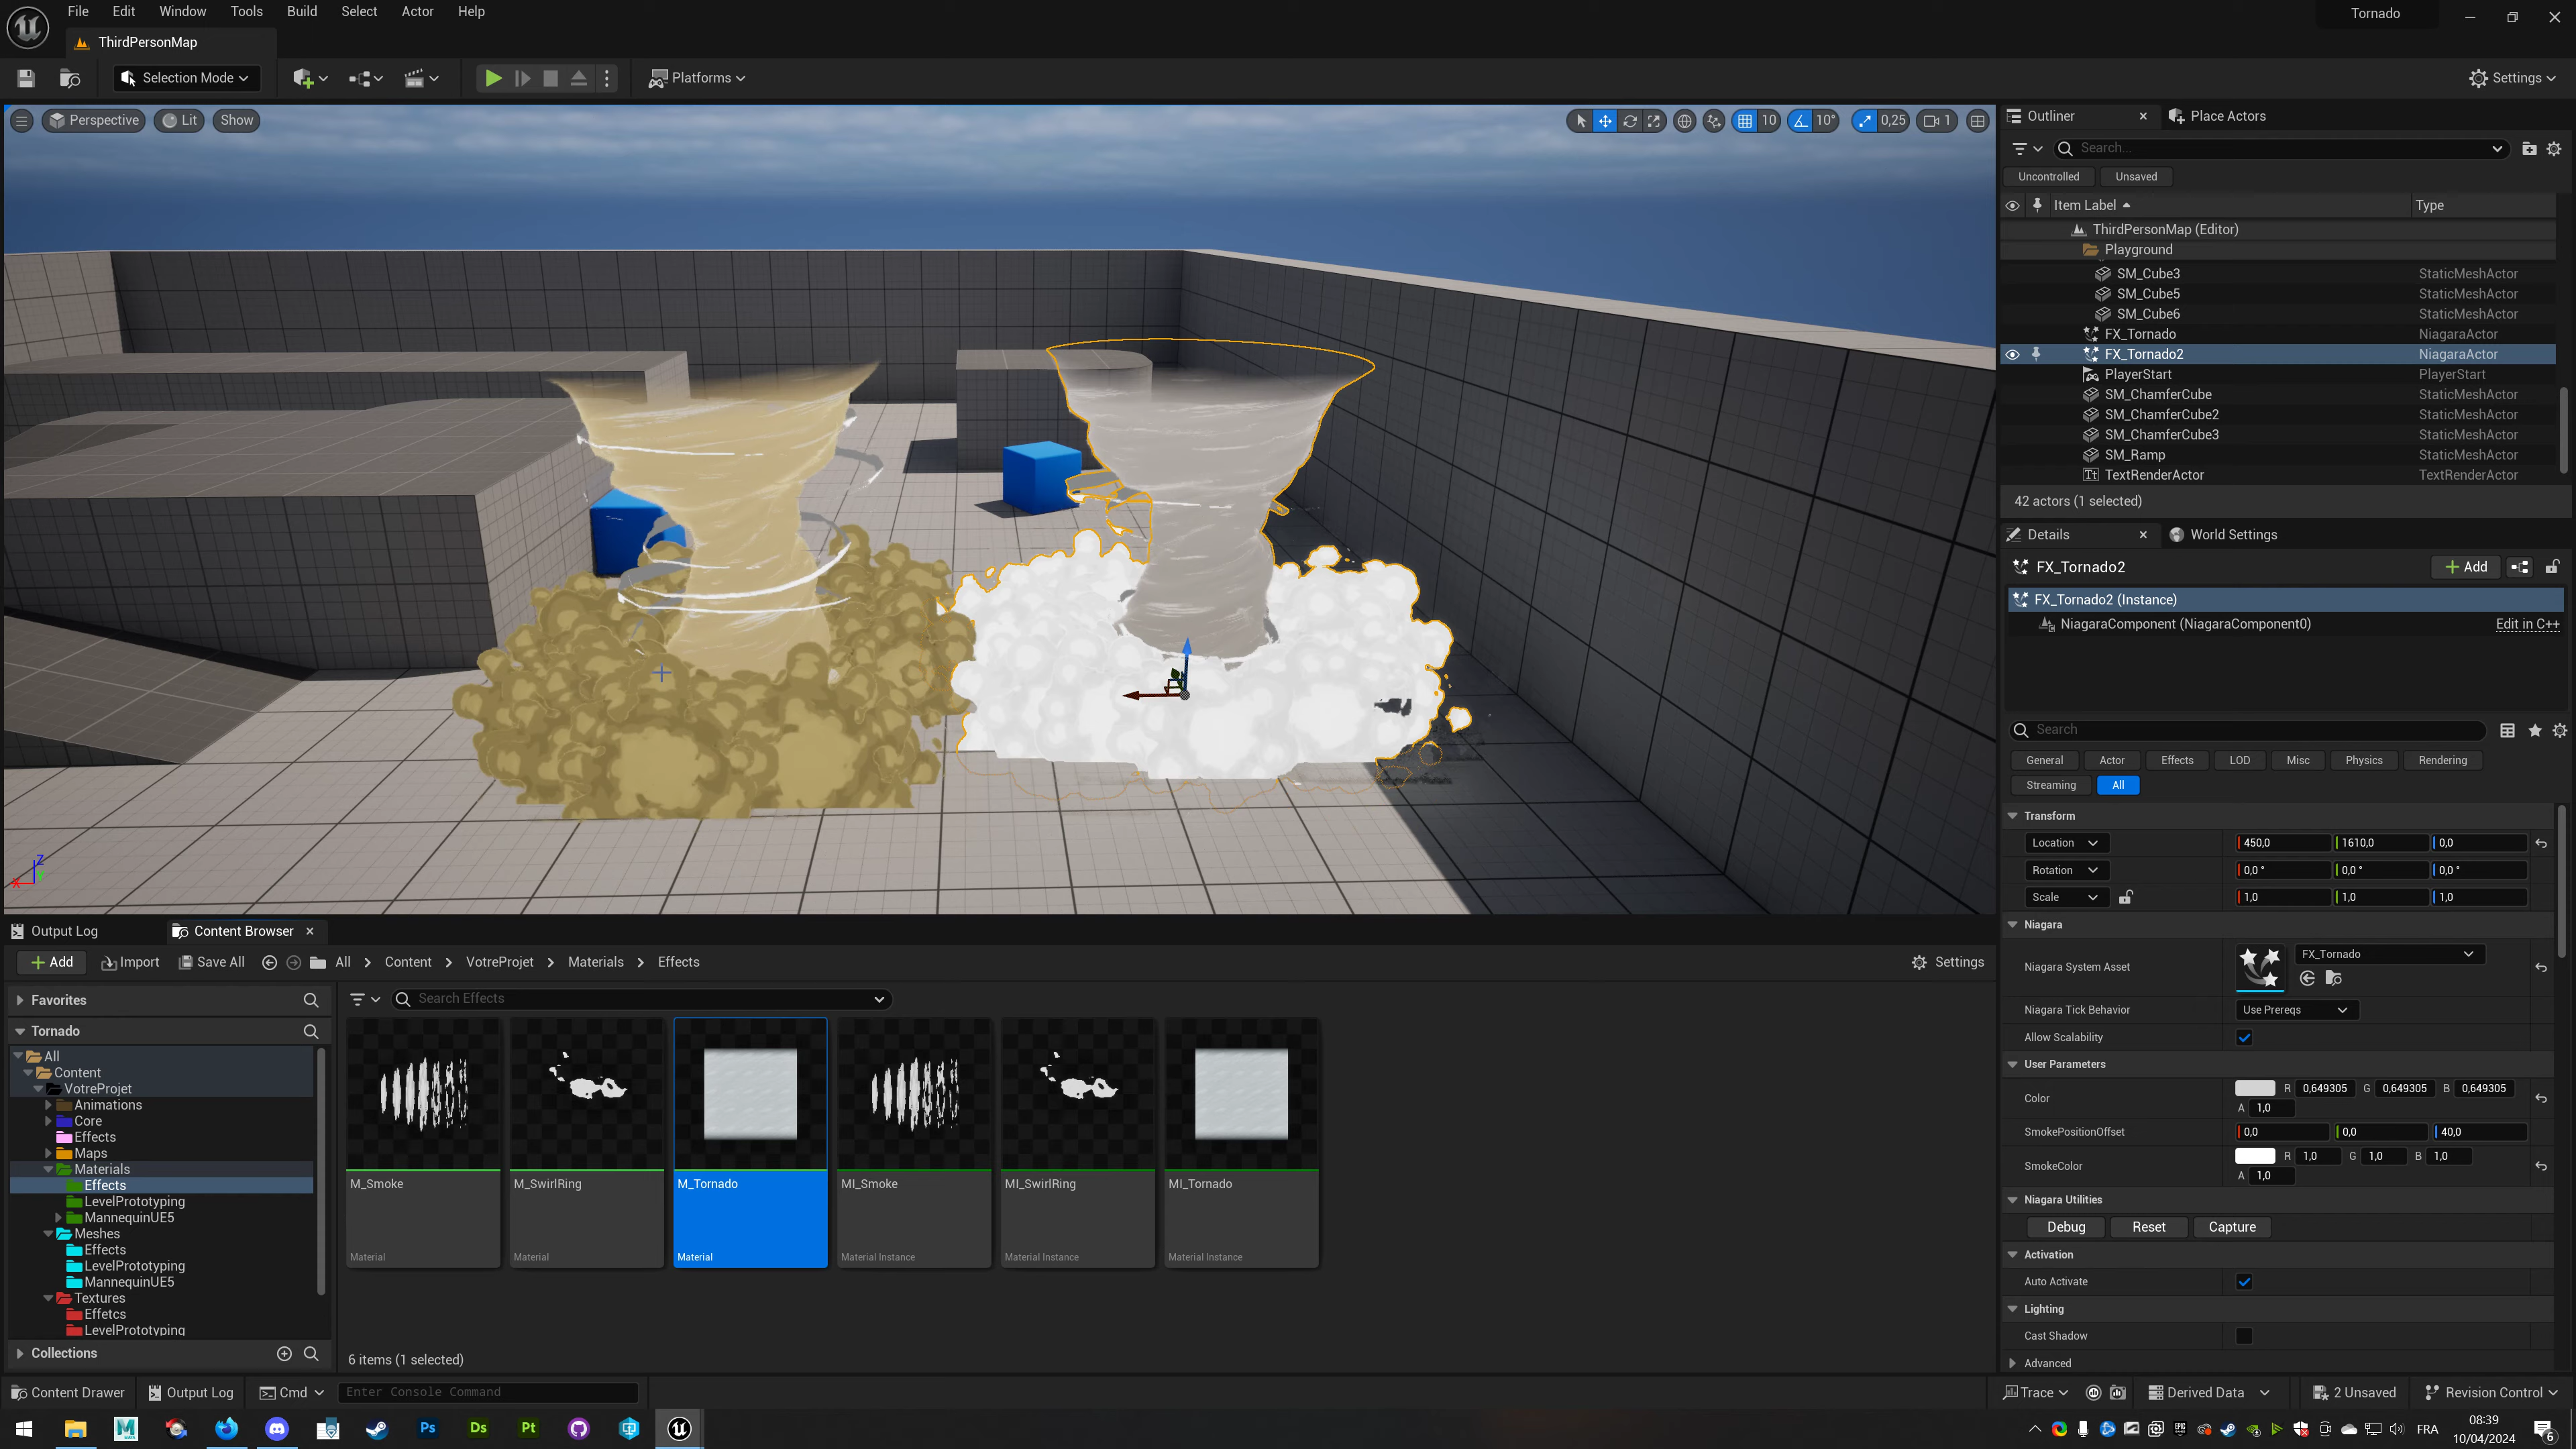 File Edit Window Tools Build Select Actor Help
Tornado
ThirdPersonMap
Selection Mode
Platforms
Settings
Perspective Lit Show
10 10° 0,25 1
Outliner Place Actors
Search...
Uncontrolled Unsaved
Item Label Type
ThirdPersonMap (Editor)
Playground
SM_Cube3 StaticMeshActor
SM_Cube5 StaticMeshActor
SM_Cube6 StaticMeshActor
FX_Tornado NiagaraActor
FX_Tornado2 NiagaraActor
PlayerStart PlayerStart
SM_ChamferCube StaticMeshActor
SM_ChamferCube2 StaticMeshActor
SM_ChamferCube3 StaticMeshActor
SM_Ramp StaticMeshActor
TextRenderActor TextRenderActor
42 actors (1 selected)
Details World Settings
FX_Tornado2 Add
FX_Tornado2 (Instance)
NiagaraComponent (NiagaraComponent0) Edit in C++
Search
General Actor Effects LOD Misc Physics Rendering
Streaming All
Transform
Location 450,0 1610,0 0,0
Rotation 0,0 ° 0,0 ° 0,0 °
Scale 1,0 1,0 1,0
Niagara
Niagara System Asset FX_Tornado
Niagara Tick Behavior Use Prereqs
Allow Scalability
User Parameters
Color R 0,649305 G 0,649305 B 0,649305
A 1,0
SmokePositionOffset 0,0 0,0 40,0
SmokeColor R 1,0 G 1,0 B 1,0
A 1,0
Niagara Utilities
Debug Reset Capture
Activation
Auto Activate
Lighting
Cast Shadow
Advanced
Z
X Y
Output Log Content Browser
Add Import Save All All Content VotreProjet Materials Effects Settings
Favorites
Tornado
All
Content
VotreProjet
Animations
Core
Effects
Maps
Materials
Effects
LevelPrototyping
MannequinUE5
Meshes
Effects
LevelPrototyping
MannequinUE5
Textures
Effetcs
LevelPrototyping
Collections
Search Effects
M_Smoke
Material
M_SwirlRing
Material
M_Tornado
Material
MI_Smoke
Material Instance
MI_SwirlRing
Material Instance
MI_Tornado
Material Instance
6 items (1 selected)
Content Drawer Output Log Cmd Enter Console Command
Trace Derived Data 2 Unsaved Revision Control
Ps Ds Pt
FRA
08:39
10/04/2024
6